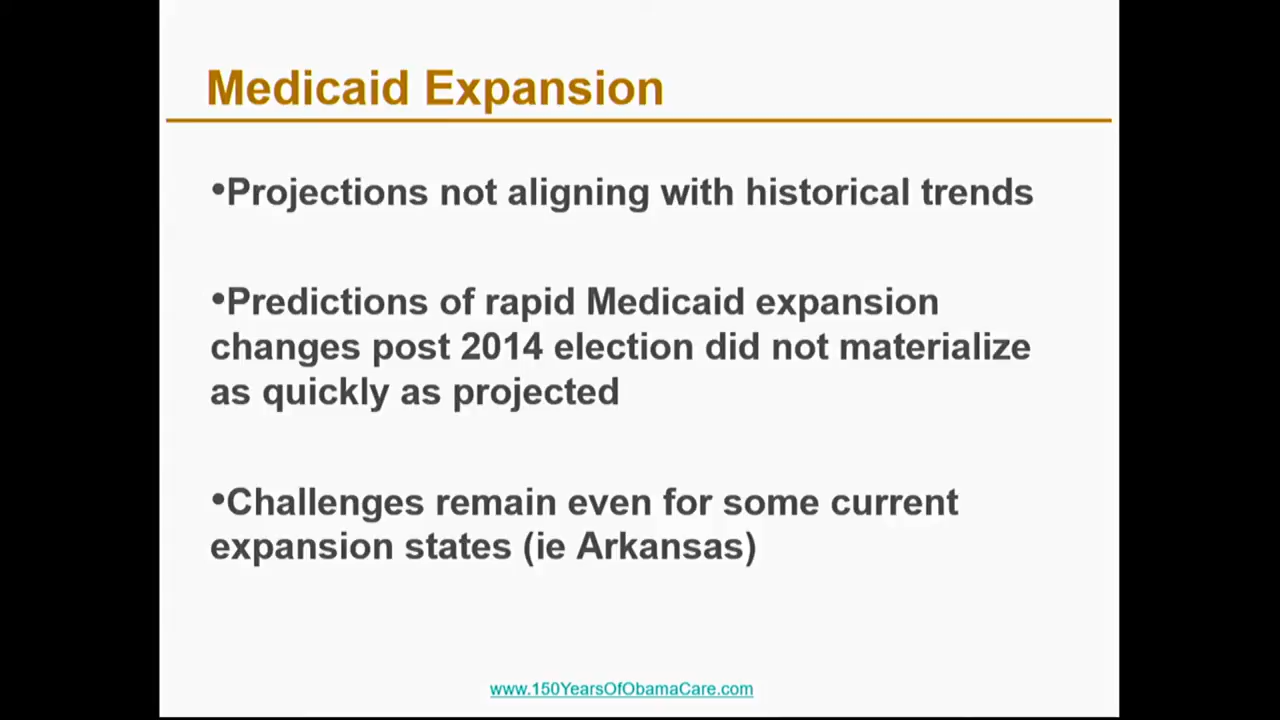 Medicaid Expansion
•Projections not aligning with historical trends
•Predictions of rapid Medicaid expansion
changes post 2014 election did not materialize
as quickly as projected
•Challenges remain even for some current
expansion states (ie Arkansas)
www.150YearsOfObamaCare.com